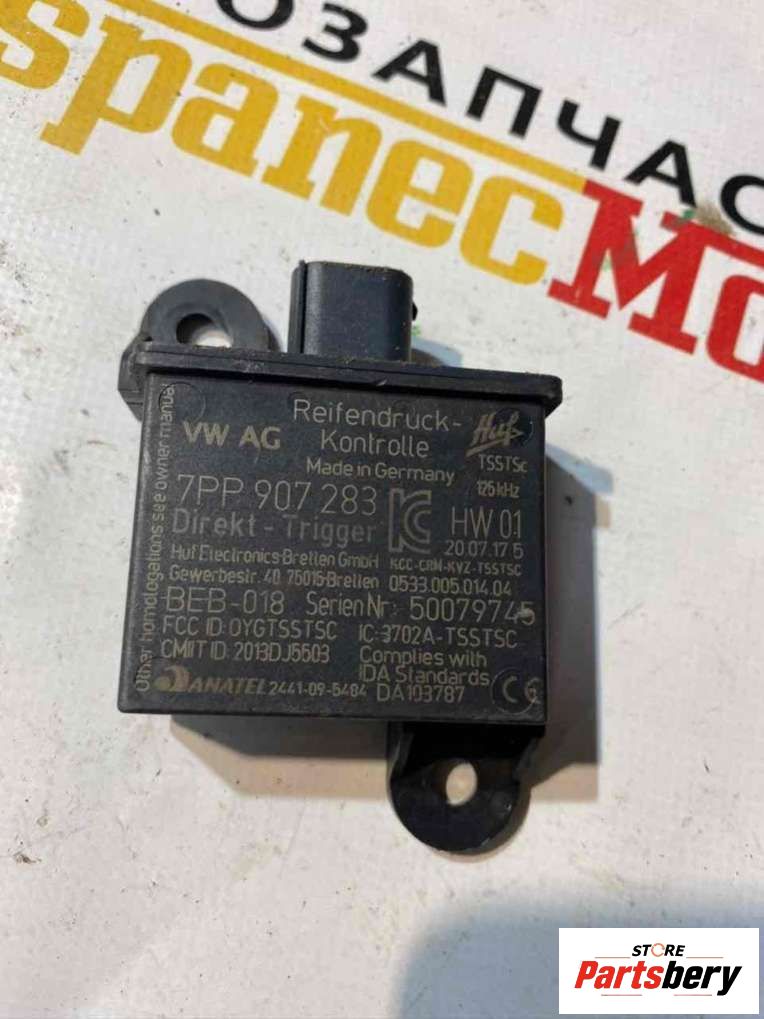 ОЗАПЧАС
spanecMo
VW AG
Reifendruck-
Kontrolle
Made in Germany
Huf
TSSTSc
125 kHz
7PP 907 283
Direkt - Trigger
HW 01
20.07.17 5
Huf Electronics Bretten GmbH
KCC-CRM-KVZ-TSSTSC
Gewerbestr. 40 75015 Bretten
0533.005.014.04
BEB-018 Serien Nr.: 50079745
FCC ID: OYGTSSTSC IC: 3702A-TSSTSC
CMIIT ID: 2013DJ5503
Complies with
IDA Standards
DA103787
ANATEL 2441-09-5484
CE
Other homologations see owner manual
STORE
Partsbery